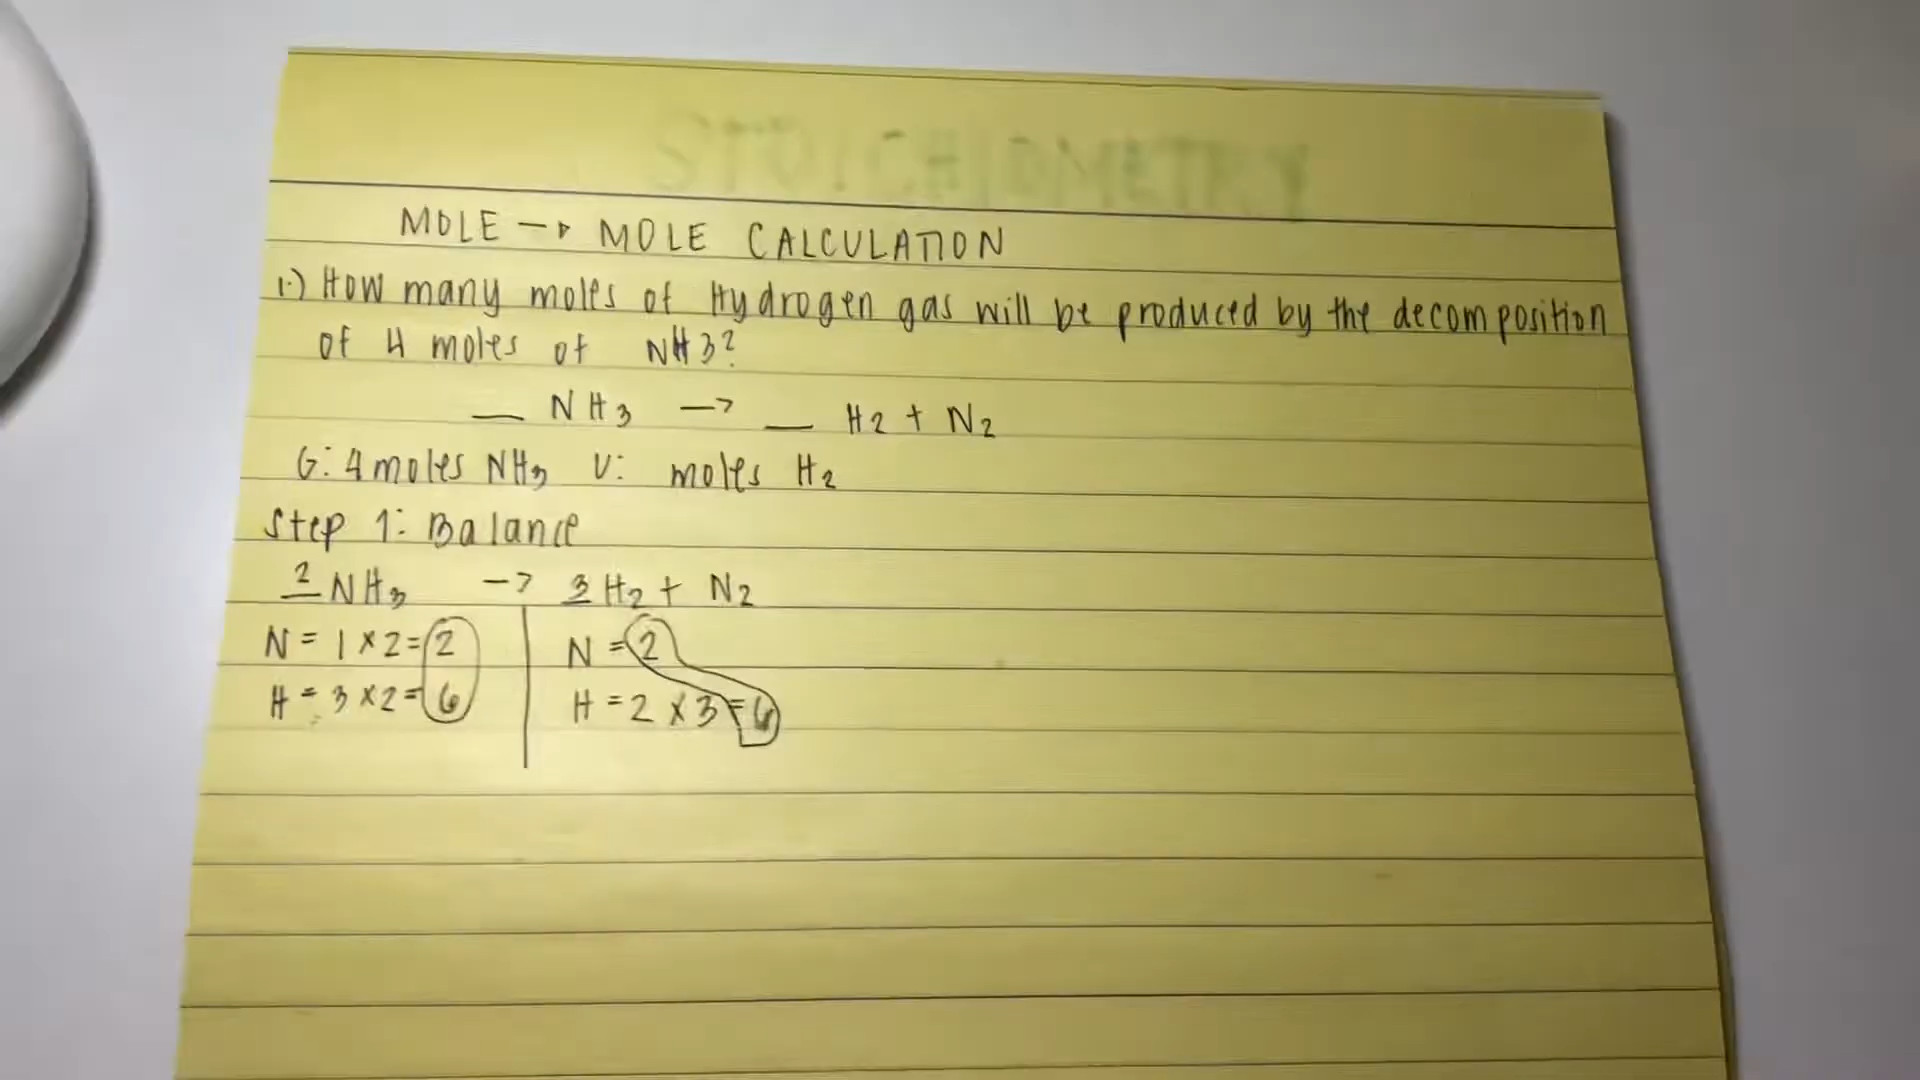 STOICHIOMETRY
MOLE → MOLE CALCULATION
1.) How many moles of Hydrogen gas will be produced by the decomposition
of 4 moles of NH3?
__ NH3 → __ H2 + N2
G: 4 moles NH3 U: moles H2
Step 1: Balance
2 NH3 → 3 H2 + N2
N = 1 x 2 = 2 N = 2
H = 3 x 2 = 6 H = 2 x 3 = 6